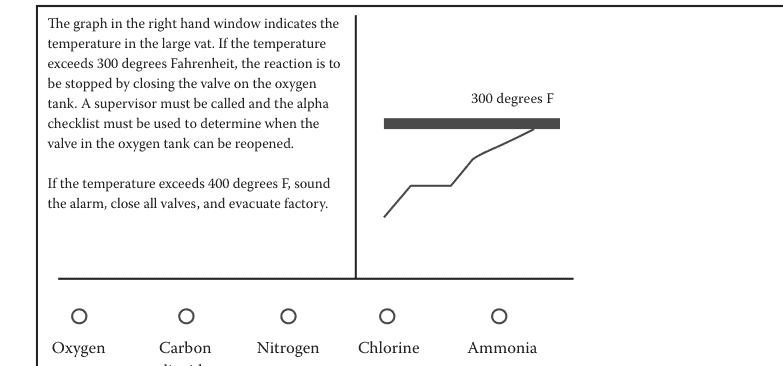 The graph in the right hand window indicates the
temperature in the large vat. If the temperature
exceeds 300 degrees Fahrenheit, the reaction is to
be stopped by closing the valve on the oxygen
tank. A supervisor must be called and the alpha
checklist must be used to determine when the
valve in the oxygen tank can be reopened.
If the temperature exceeds 400 degrees F, sound
the alarm, close all valves, and evacuate factory.
300 degrees F
Oxygen Carbon Nitrogen Chlorine Ammonia